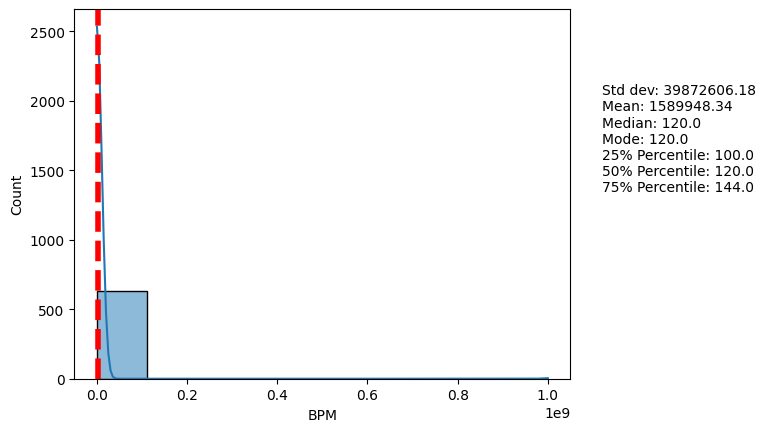 2500
2000
1500
1000
500
0
Count
0.0 0.2 0.4 0.6 0.8 1.0
1e9
BPM
Std dev: 39872606.18
Mean: 1589948.34
Median: 120.0
Mode: 120.0
25% Percentile: 100.0
50% Percentile: 120.0
75% Percentile: 144.0